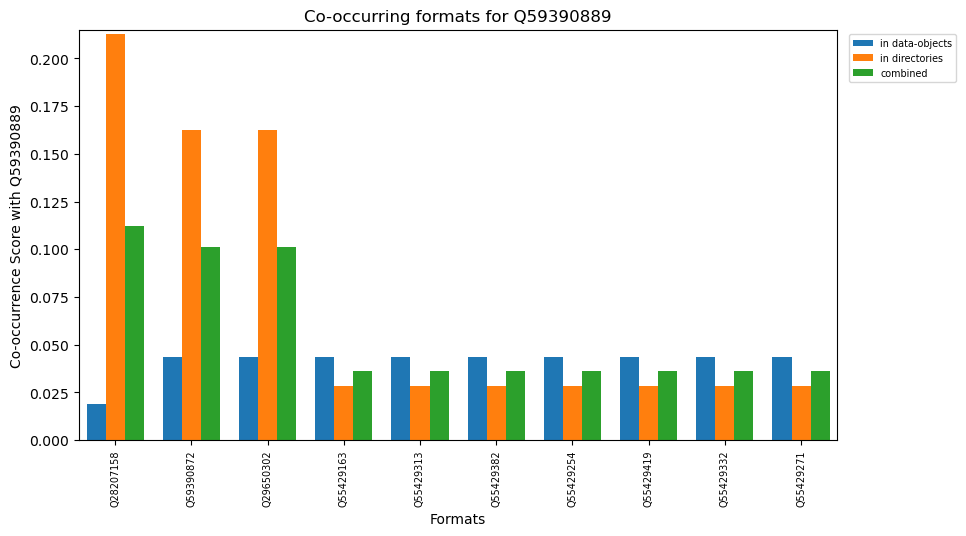 Co-occurring formats for Q59390889
in data-objects
in directories
combined
Co-occurrence Score with Q59390889
0.200
0.175
0.150
0.125
0.100
0.075
0.050
0.025
0.000
Q28207158
Q59390872
Q29650302
Q55429163
Q55429313
Q55429382
Q55429254
Q55429419
Q55429332
Q55429271
Formats